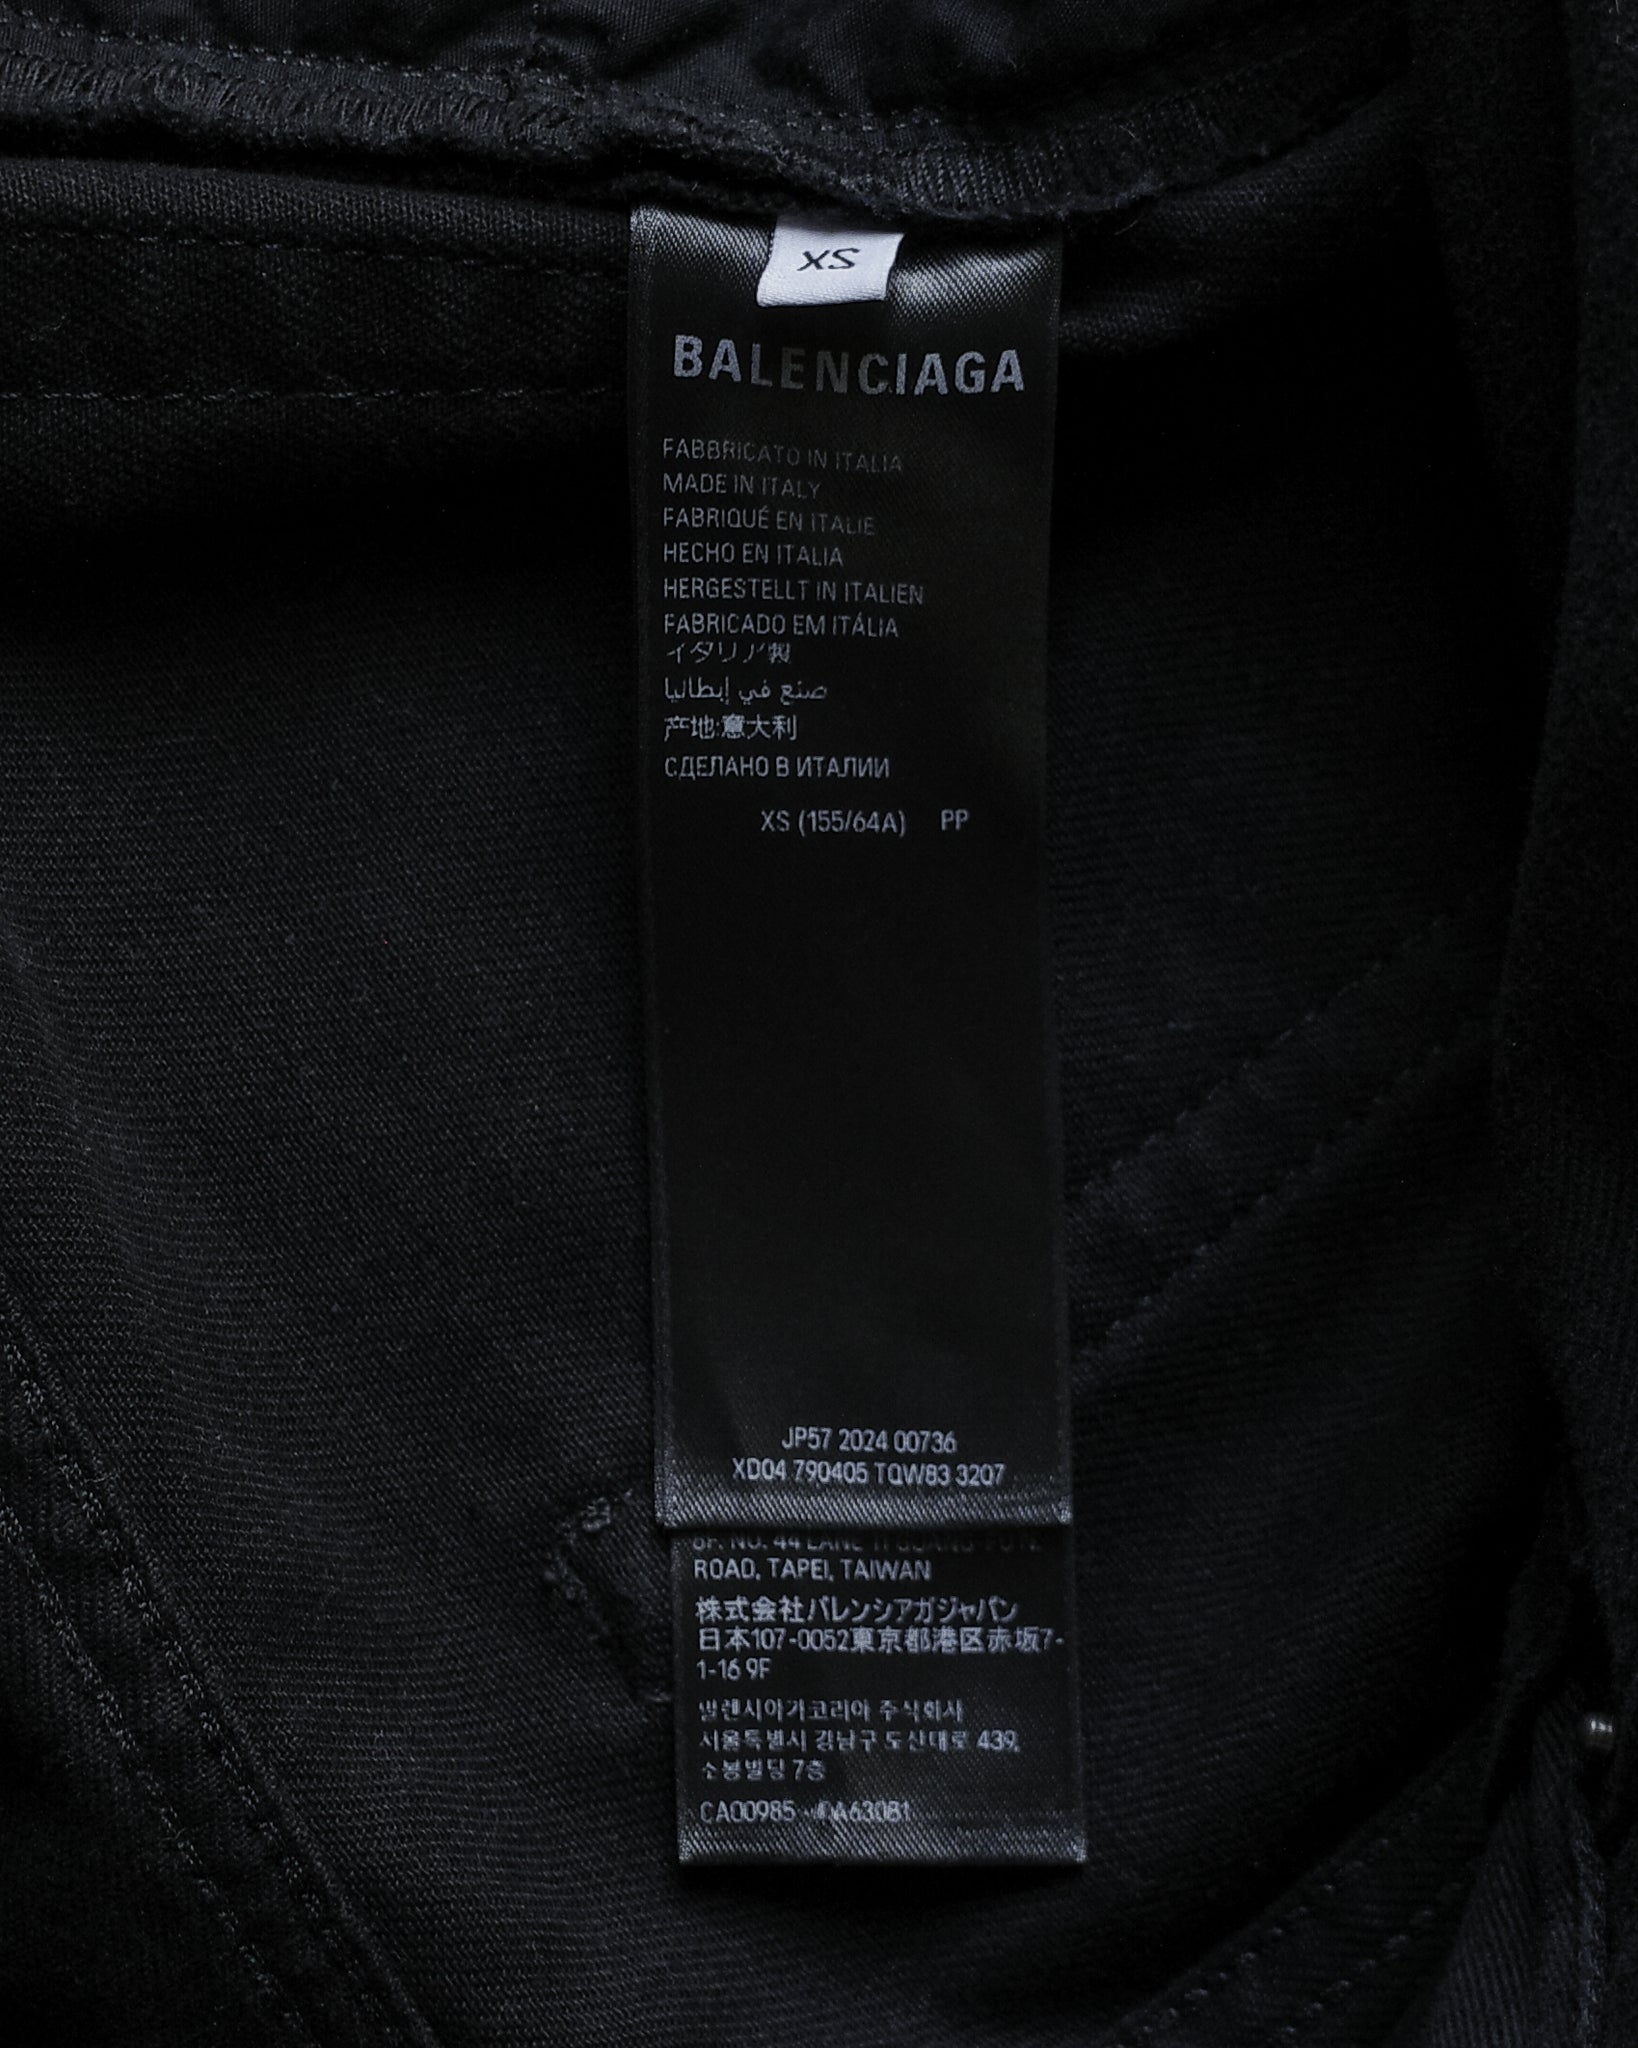 XS
BALENCIAGA
FABBRICATO IN ITALIA
MADE IN ITALY
FABRIQUÉ EN ITALIE
HECHO EN ITALIA
HERGESTELLT IN ITALIEN
FABRICADO EM ITÁLIA
イタリア製
صنع في إيطاليا
产地:意大利
СДЕЛАНО В ИТАЛИИ
XS (155/64A) PP
JP57 2024 00736
XD04 790405 TQW83 3207
NO. 44 LANE
ROAD, TAPEI, TAIWAN
株式会社バレンシアガジャパン
日本107-0052東京都港区赤坂7-
1-16 9F
발렌시아가코리아 주식회사
서울특별시 강남구 도산대로 439,
소봉빌딩 7층
CA00985 - CA63081